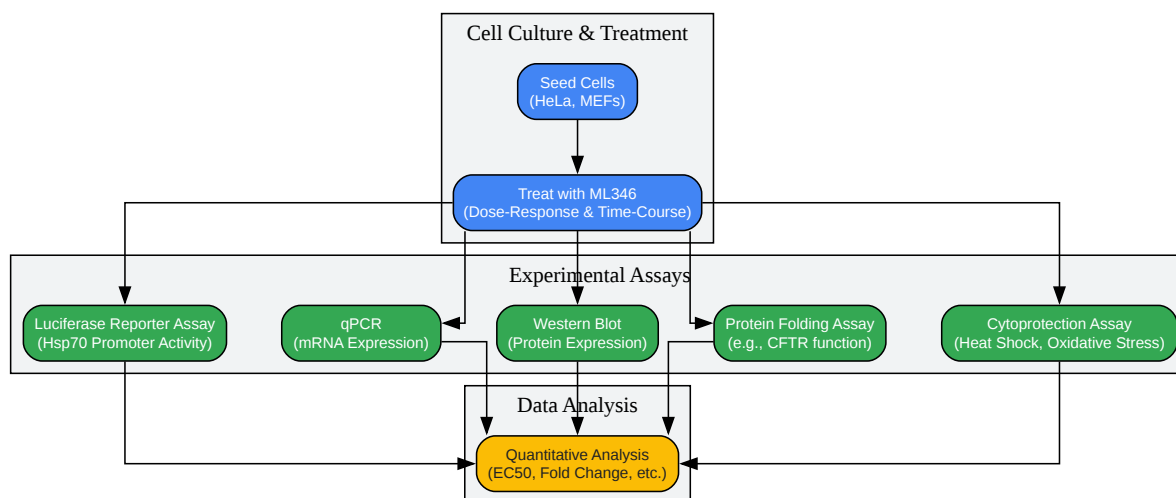 Cell Culture & Treatment
Seed Cells
(HeLa, MEFs)
Treat with ML346
(Dose-Response & Time-Course)
Experimental Assays
Luciferase Reporter Assay
(Hsp70 Promoter Activity)
qPCR
(mRNA Expression)
Western Blot
(Protein Expression)
Protein Folding Assay
(e.g., CFTR function)
Cytoprotection Assay
(Heat Shock, Oxidative Stress)
Data Analysis
Quantitative Analysis
(EC50, Fold Change, etc.)